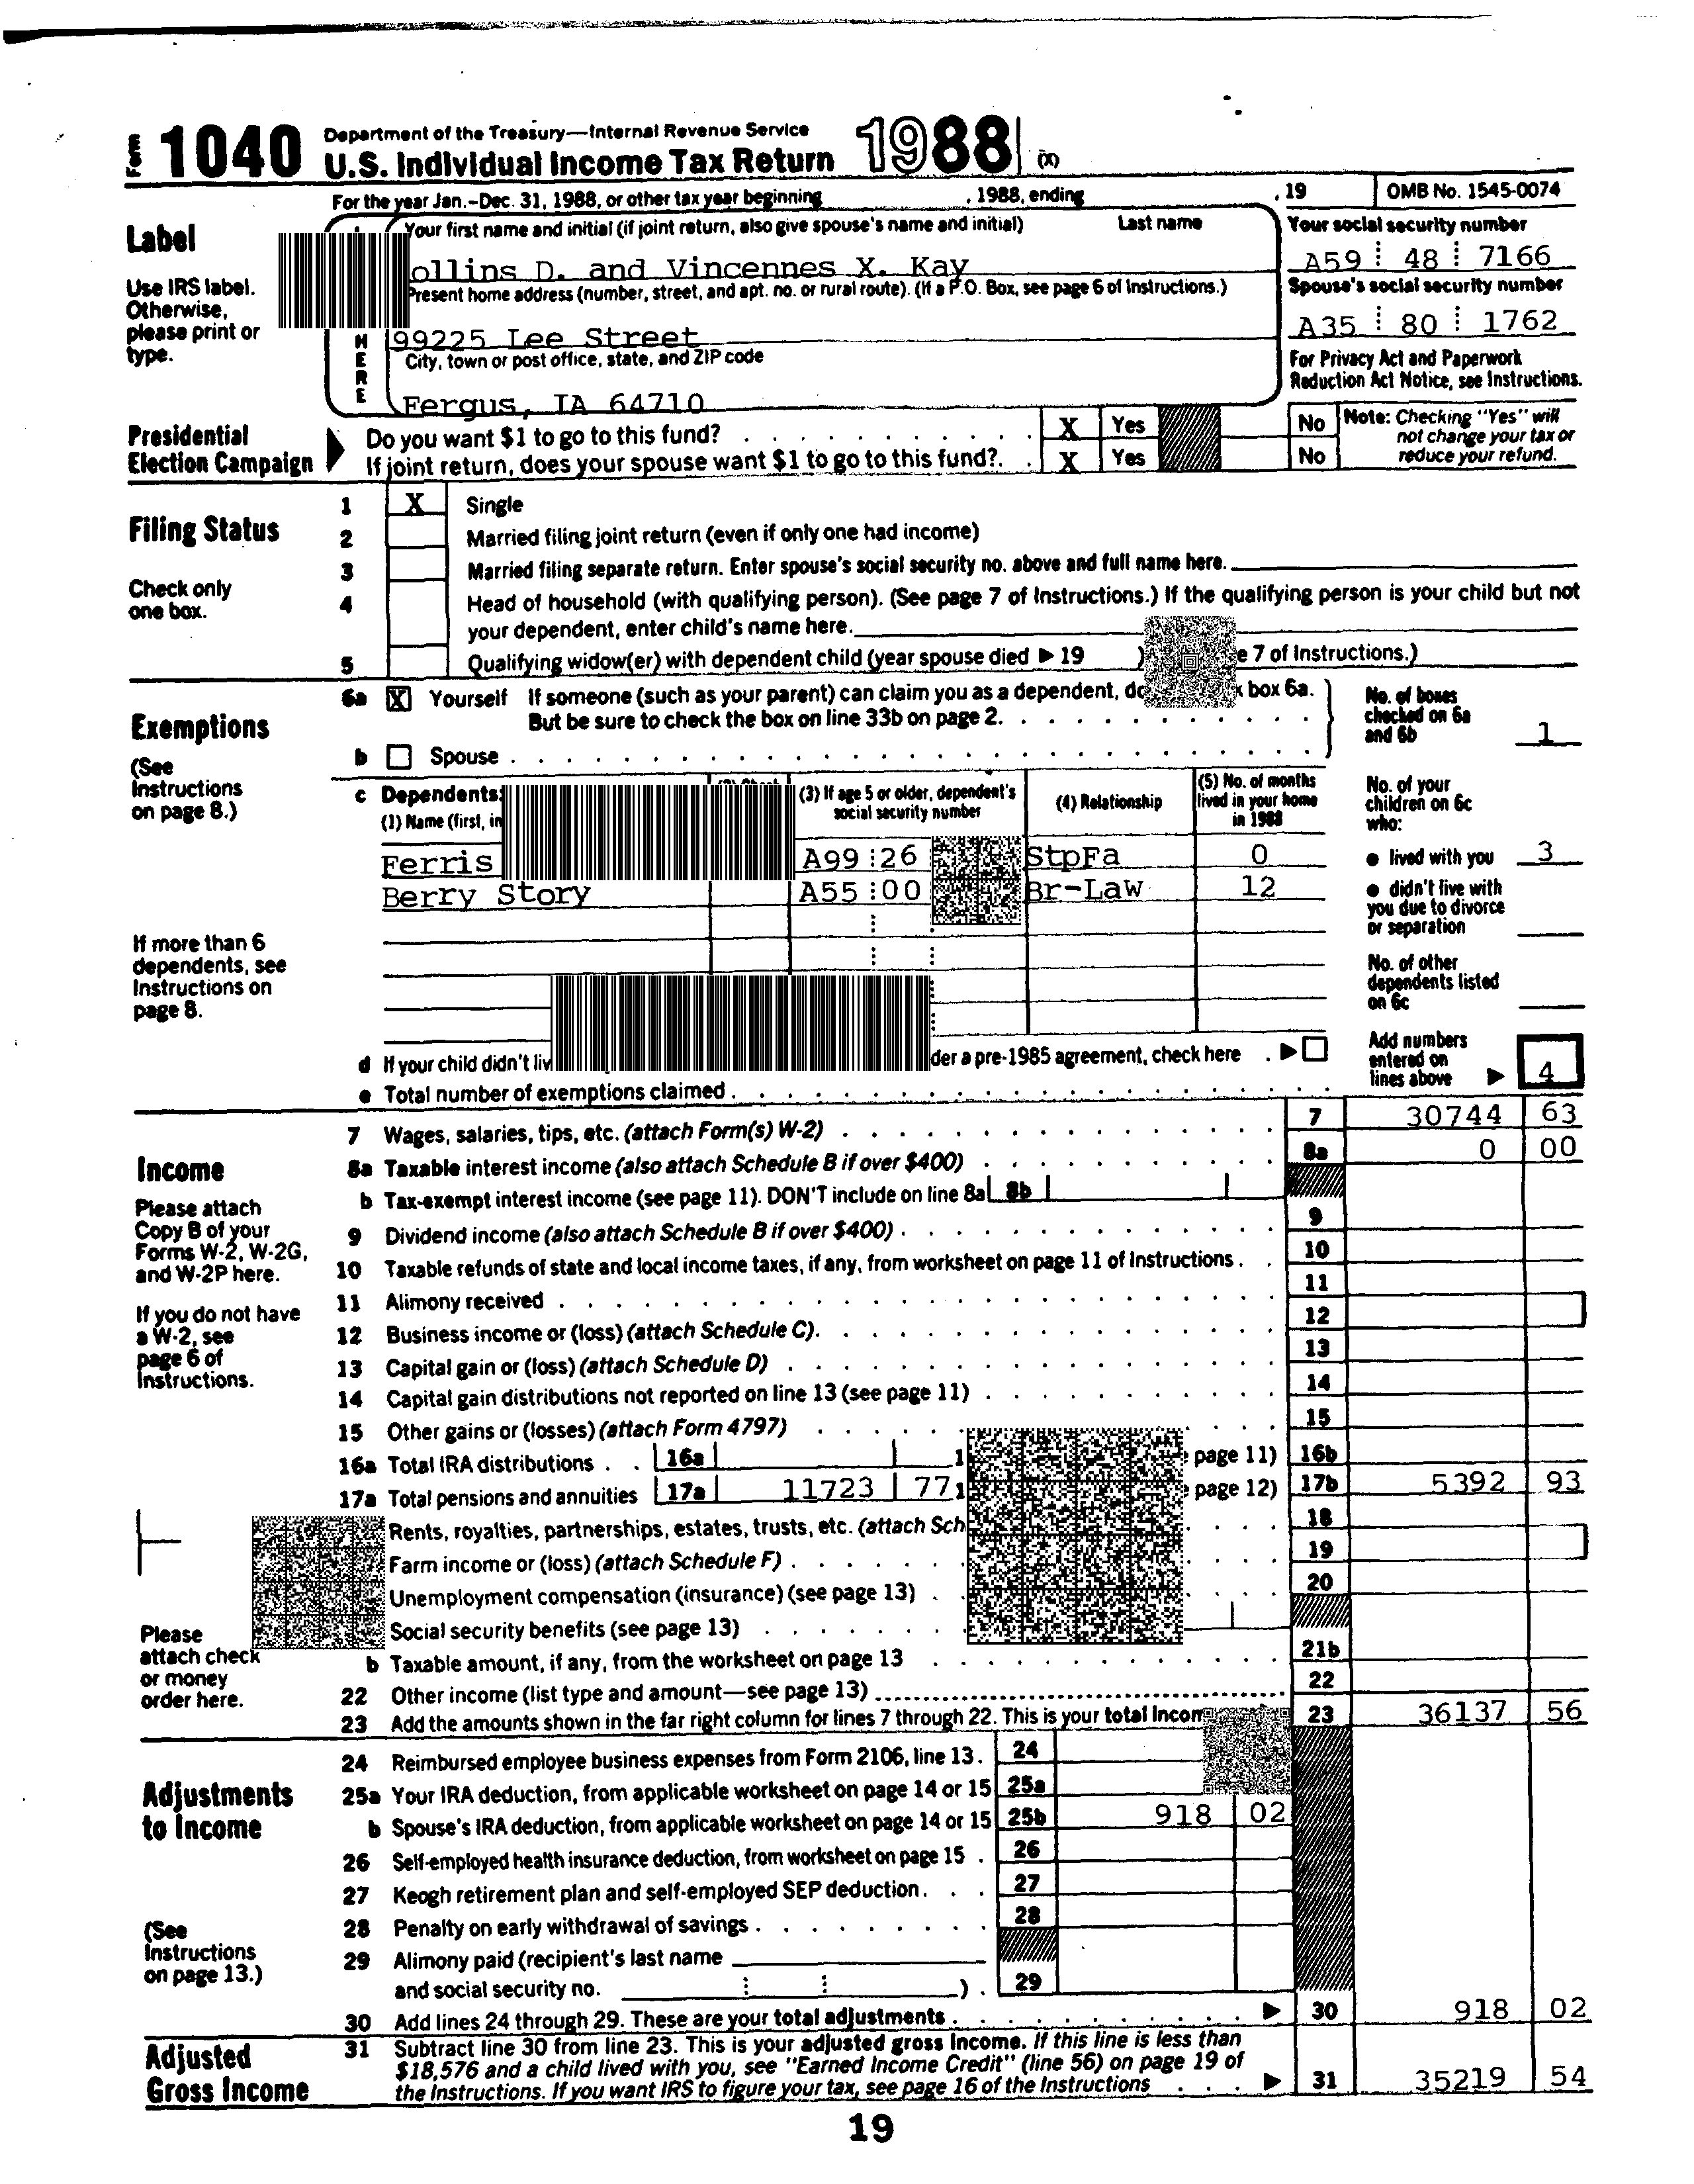 Form 1040 Department of the Treasury—Internal Revenue Service
U.S. Individual Income Tax Return 1988 (X)
For the year Jan.–Dec. 31, 1988, or other tax year beginning , 1988, ending , 19 OMB No. 1545-0074
Label
Use IRS label.
Otherwise,
please print or
type.
HERE
Your first name and initial (if joint return, also give spouse's name and initial) Last name
ollins D. and Vincennes X. Kay
Present home address (number, street, and apt. no. or rural route). (If a P.O. Box, see page 6 of Instructions.)
99225 Lee Street
City, town or post office, state, and ZIP code
Fergus, IA 64710
Your social security number
A59 48 7166
Spouse's social security number
A35 80 1762
For Privacy Act and Paperwork
Reduction Act Notice, see Instructions.
Presidential
Election Campaign
Do you want $1 to go to this fund? X Yes No
If joint return, does your spouse want $1 to go to this fund? X Yes No
Note: Checking "Yes" will
not change your tax or
reduce your refund.
Filing Status
Check only
one box.
1 X Single
2 Married filing joint return (even if only one had income)
3 Married filing separate return. Enter spouse's social security no. above and full name here.
4 Head of household (with qualifying person). (See page 7 of Instructions.) If the qualifying person is your child but not
your dependent, enter child's name here.
5 Qualifying widow(er) with dependent child (year spouse died ▶ 19 ) 7 of Instructions.)
Exemptions
(See
Instructions
on page 8.)
6a X Yourself If someone (such as your parent) can claim you as a dependent, box 6a.
But be sure to check the box on line 33b on page 2.
b Spouse
No. of boxes
checked on 6a
and 6b 1
c Dependents:
(1) Name (first, in
(3) If age 5 or older, dependent's
social security number
(4) Relationship
(5) No. of months
lived in your home
in 1988
Ferris A99 26 StpFa 0
Berry Story A55 00 Br-Law 12
No. of your
children on 6c
who:
● lived with you 3
● didn't live with
you due to divorce
or separation
No. of other
dependents listed
on 6c
If more than 6
dependents, see
Instructions on
page 8.
d If your child didn't liv der a pre-1985 agreement, check here
e Total number of exemptions claimed
Add numbers
entered on
lines above 4
Income
Please attach
Copy B of your
Forms W-2, W-2G,
and W-2P here.
If you do not have
a W-2, see
page 6 of
Instructions.
Please
attach check
or money
order here.
7 Wages, salaries, tips, etc. (attach Form(s) W-2) 7 30744 63
8a Taxable interest income (also attach Schedule B if over $400) 8a 0 00
b Tax-exempt interest income (see page 11). DON'T include on line 8a 8b
9 Dividend income (also attach Schedule B if over $400) 9
10 Taxable refunds of state and local income taxes, if any, from worksheet on page 11 of Instructions 10
11 Alimony received 11
12 Business income or (loss) (attach Schedule C) 12
13 Capital gain or (loss) (attach Schedule D) 13
14 Capital gain distributions not reported on line 13 (see page 11) 14
15 Other gains or (losses) (attach Form 4797) 15
16a Total IRA distributions 16a page 11) 16b
17a Total pensions and annuities 17a 11723 77 page 12) 17b 5392 93
Rents, royalties, partnerships, estates, trusts, etc. (attach Sch 18
Farm income or (loss) (attach Schedule F) 19
Unemployment compensation (insurance) (see page 13) 20
Social security benefits (see page 13)
b Taxable amount, if any, from the worksheet on page 13 21b
22 Other income (list type and amount—see page 13) 22
23 Add the amounts shown in the far right column for lines 7 through 22. This is your total incom 23 36137 56
Adjustments
to Income
(See
Instructions
on page 13.)
24 Reimbursed employee business expenses from Form 2106, line 13. 24
25a Your IRA deduction, from applicable worksheet on page 14 or 15 25a
b Spouse's IRA deduction, from applicable worksheet on page 14 or 15 25b 918 02
26 Self-employed health insurance deduction, from worksheet on page 15 26
27 Keogh retirement plan and self-employed SEP deduction 27
28 Penalty on early withdrawal of savings 28
29 Alimony paid (recipient's last name
and social security no. ) 29
30 Add lines 24 through 29. These are your total adjustments ▶ 30 918 02
Adjusted
Gross Income
31 Subtract line 30 from line 23. This is your adjusted gross income. If this line is less than
$18,576 and a child lived with you, see "Earned Income Credit" (line 56) on page 19 of
the Instructions. If you want IRS to figure your tax, see page 16 of the Instructions ▶ 31 35219 54
19